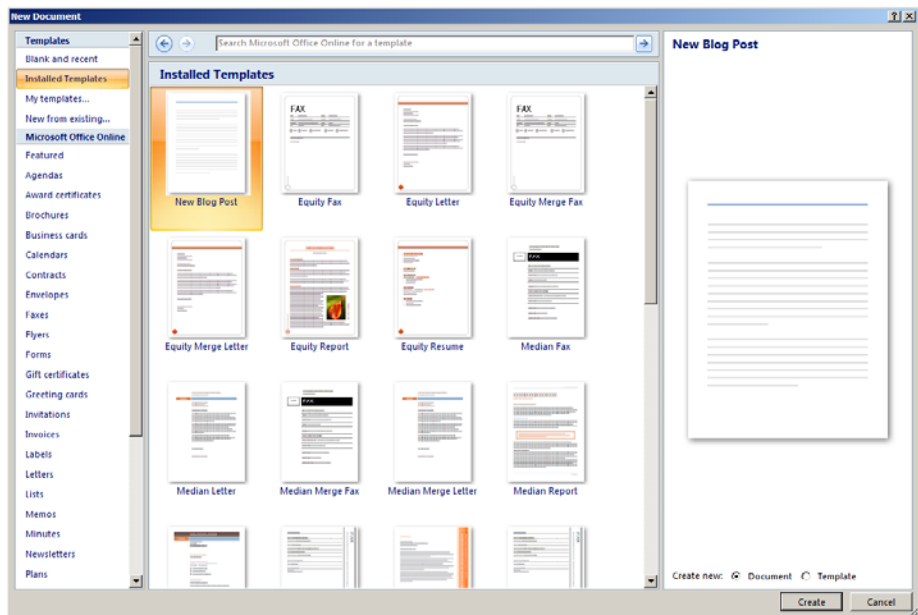 New Document
Templates
Blank and recent
Installed Templates
My templates...
New from existing...
Microsoft Office Online
Featured
Agendas
Award certificates
Brochures
Business cards
Calendars
Contracts
Envelopes
Faxes
Flyers
Forms
Gift certificates
Greeting cards
Invitations
Invoices
Labels
Letters
Lists
Memos
Minutes
Newsletters
Plans
Search Microsoft Office Online for a template
Installed Templates
FAX
FAX
New Blog Post
Equity Fax
Equity Letter
Equity Merge Fax
Equity Merge Letter
Equity Report
Equity Resume
Median Fax
Median Letter
Median Merge Fax
Median Merge Letter
Median Report
New Blog Post
Create new: Document Template
Create Cancel